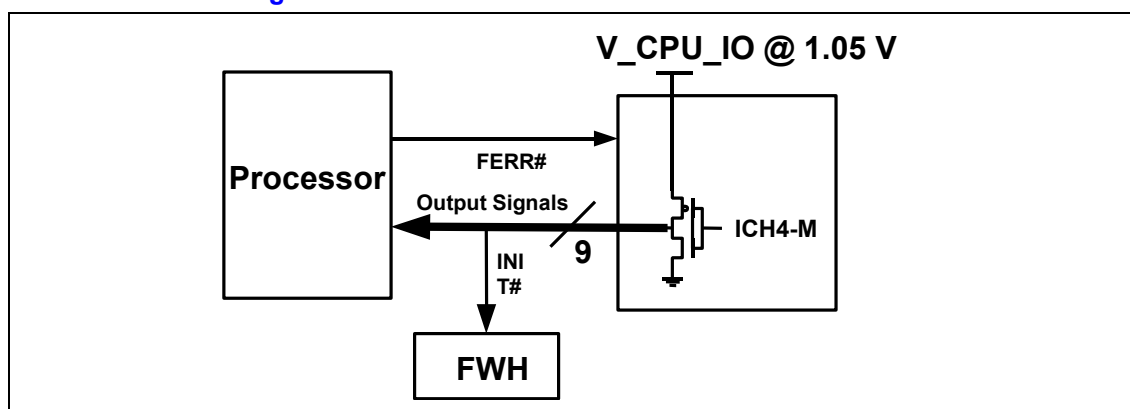 V_CPU_IO @ 1.05 V
FERR#
Processor
Output Signals
9
ICH4-M
INI
T#
FWH